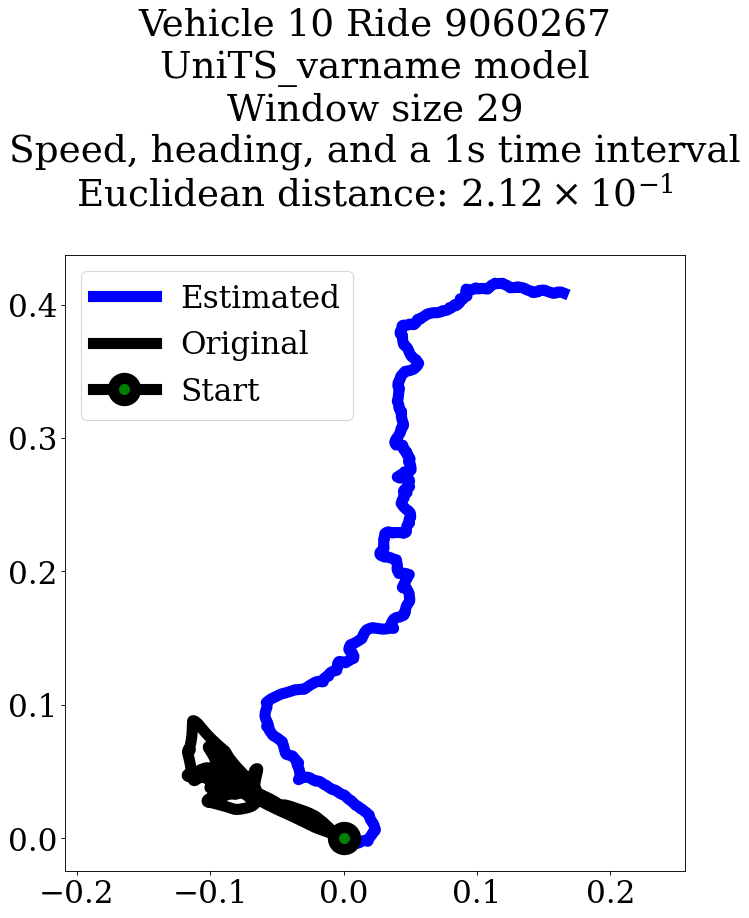 Vehicle 10 Ride 9060267
UniTS_varname model
Window size 29
Speed, heading, and a 1s time interval
Euclidean distance: 2.12 × 10⁻¹
Estimated
Original
Start
0.4
0.3
0.2
0.1
0.0
−0.2 −0.1 0.0 0.1 0.2